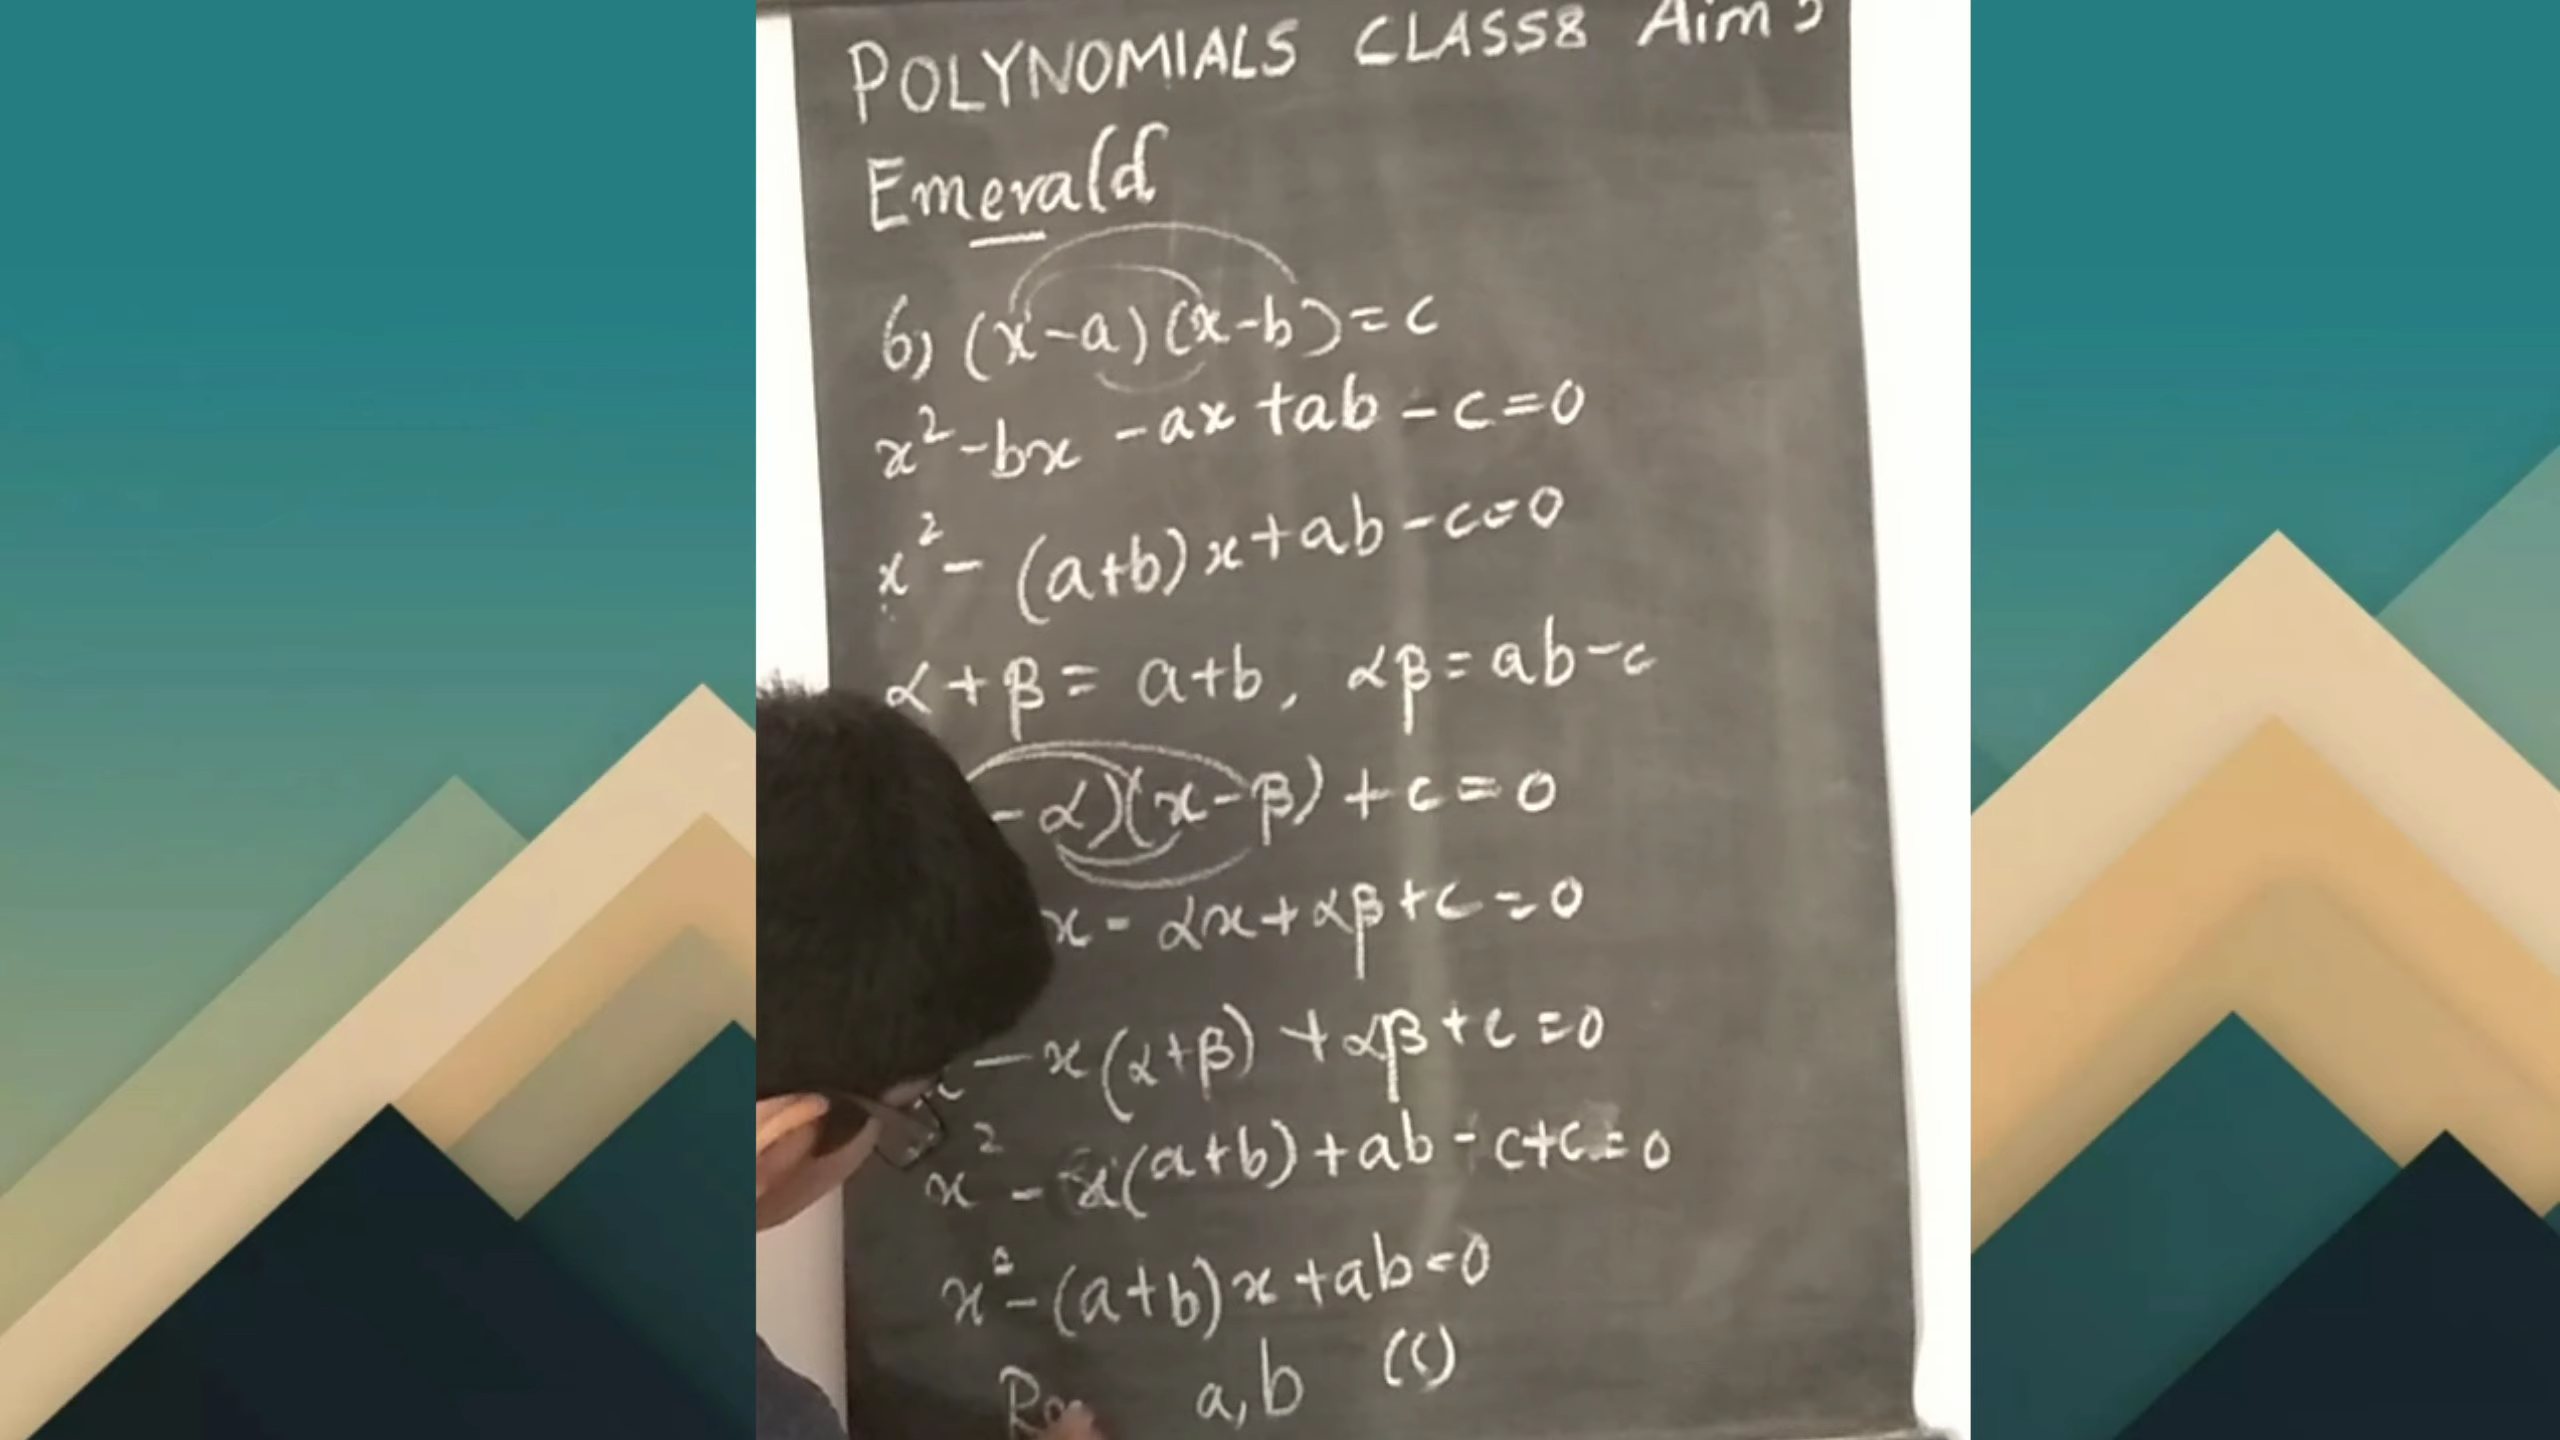 POLYNOMIALS CLASS8 Aim 5
Emerald
6) (x-a)(x-b)=c
x²-bx -ax +ab -c=0
x² - (a+b)x+ab-c=0
α+β= a+b, αβ=ab-c
-α)(x-β)+c=0
x- αx+αβ+c=0
-x(α+β) +αβ+c=0
x² - x(a+b)+ab-c+c=0
x²-(a+b)x+ab=0
a,b (c)